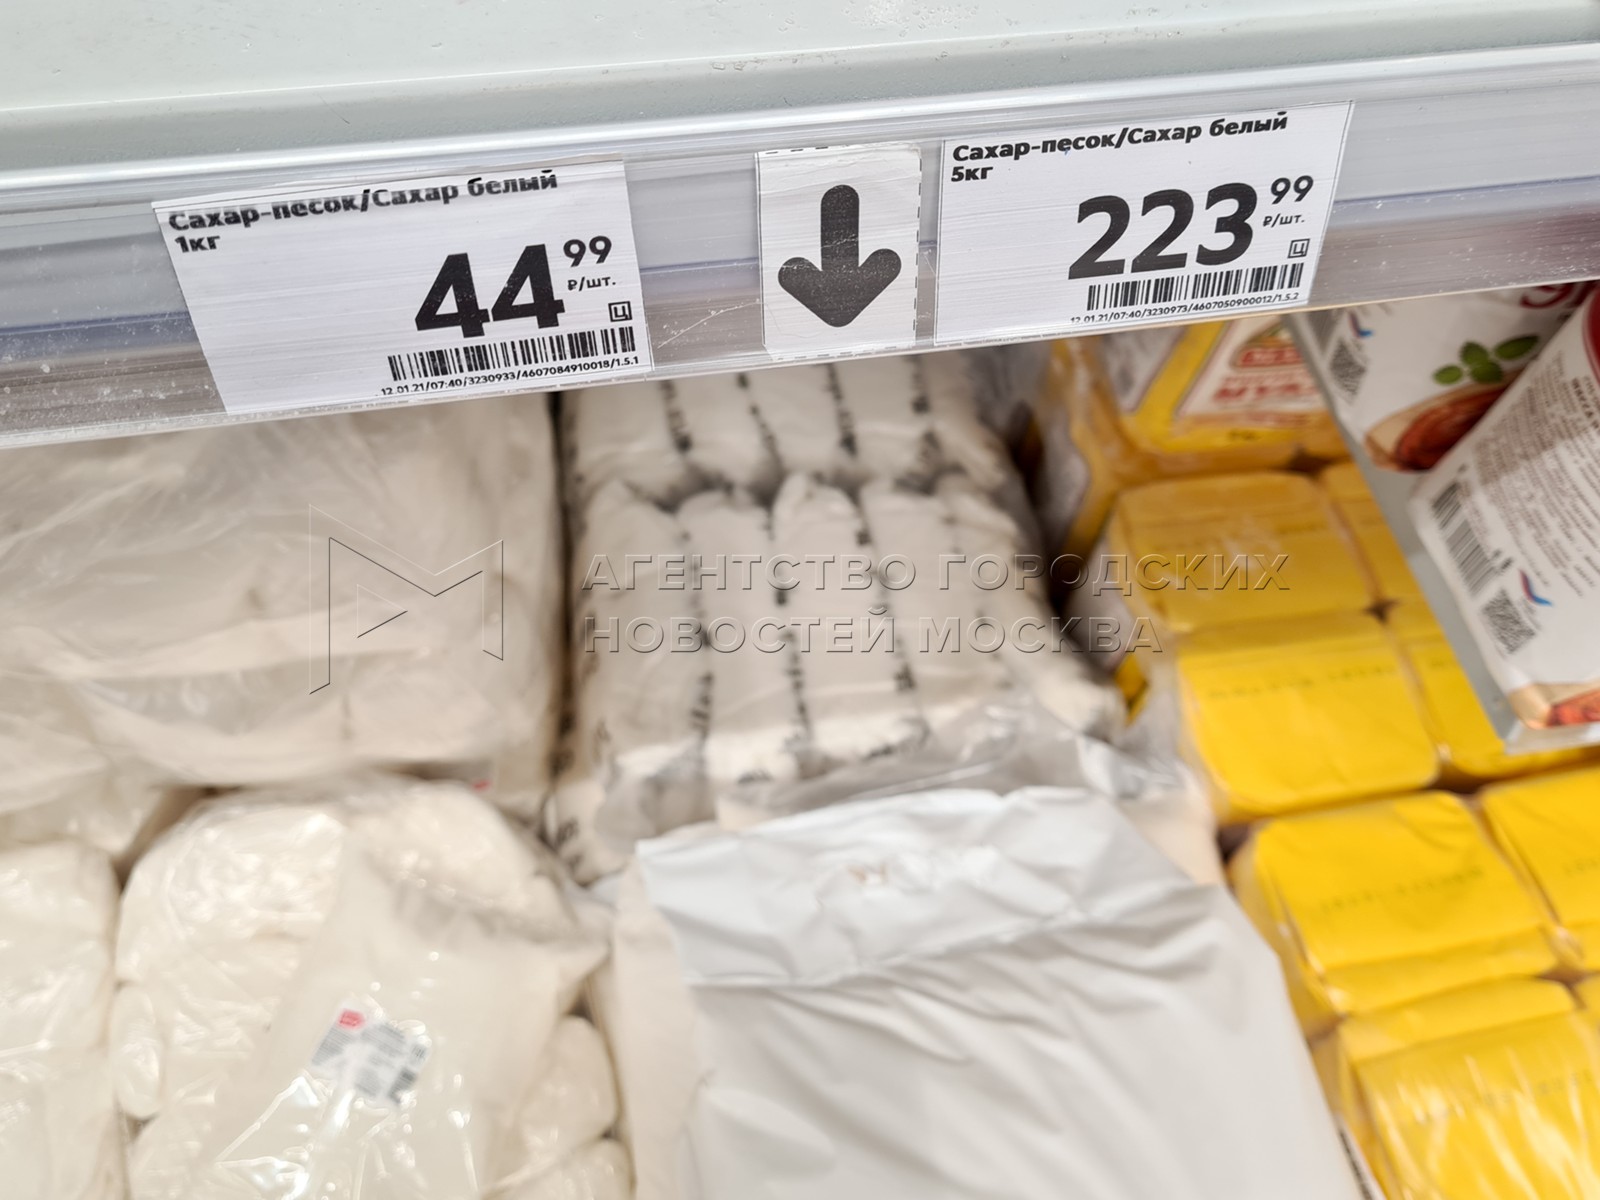 Сахар-песок/Сахар белый
1кг
44 99
₽/шт.
Ц
12.01.21/07:40/3230933/4607084910018/1.5.1
Сахар-песок/Сахар белый
5кг
223 99
₽/шт.
Ц
12.01.21/07:40/3230973/4607050900012/1.5.2
АГЕНТСТВО ГОРОДСКИХ
НОВОСТЕЙ МОСКВА